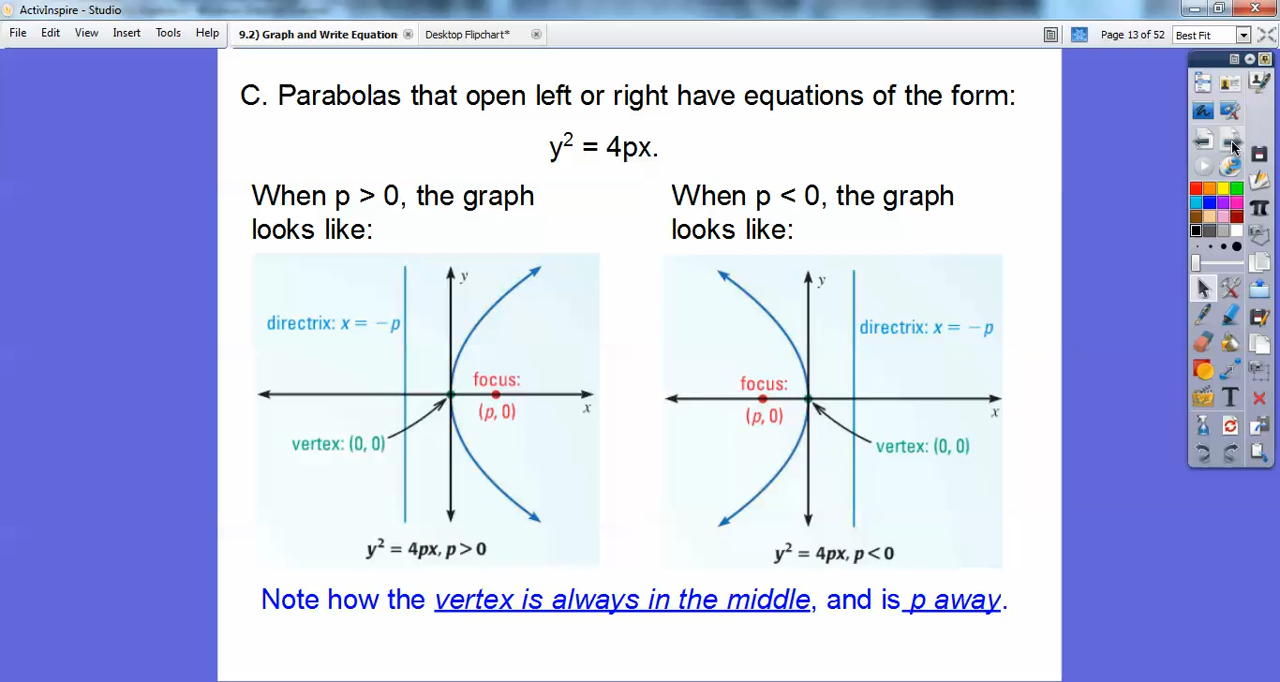 ActivInspire - Studio
File Edit View Insert Tools Help
9.2) Graph and Write Equation
Desktop Flipchart*
Page 13 of 52
Best Fit
C. Parabolas that open left or right have equations of the form:
y² = 4px.
When p > 0, the graph
looks like:
y
directrix: x = −p
focus:
(p, 0)
x
vertex: (0, 0)
y² = 4px, p > 0
When p < 0, the graph
looks like:
y
directrix: x = −p
focus:
(p, 0)
x
vertex: (0, 0)
y² = 4px, p < 0
Note how the vertex is always in the middle, and is p away.